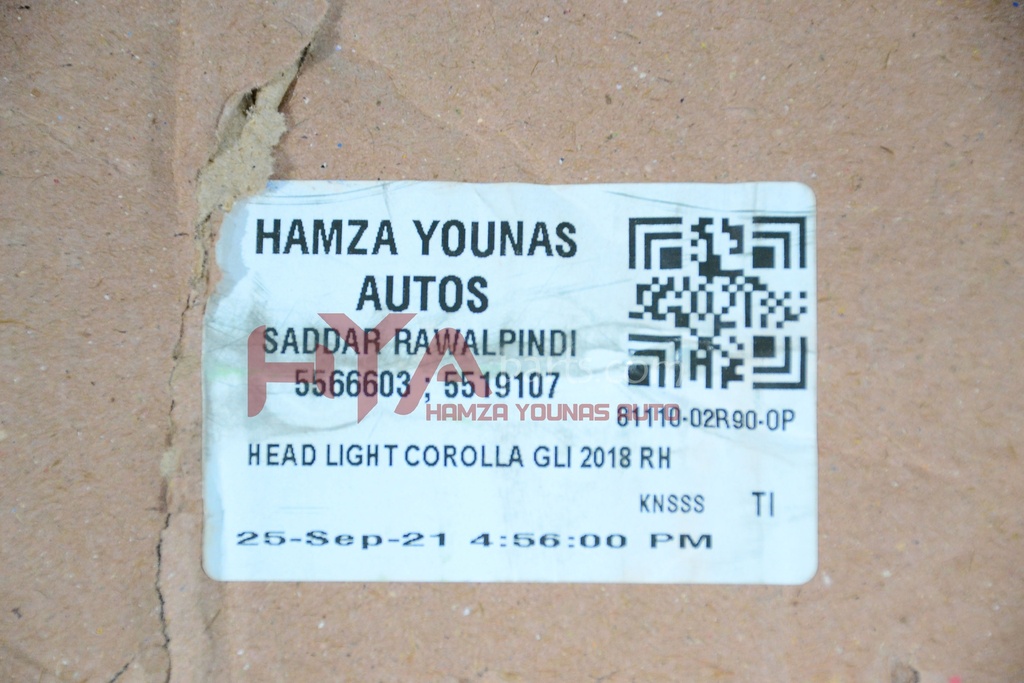 HAMZA YOUNAS
AUTOS
SADDAR RAWALPINDI
5566603 ; 5519107
HYA
HAMZA YOUNAS AUTO
81110-02R90-0P
HEAD LIGHT COROLLA GLI 2018 RH
KNSSS TI
25-Sep-21 4:56:00 PM